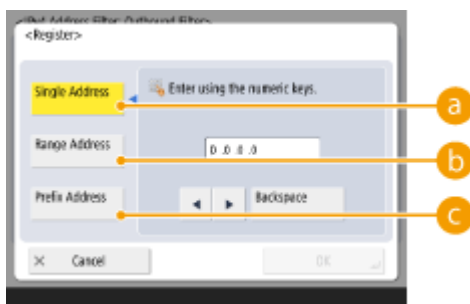 <IPv4 Address Filter: Outbound Filter>
<Register>
Single Address
Enter using the numeric keys.
a
Range Address
0 .0 .0 .0
b
Prefix Address
◀ ▶ Backspace
c
× Cancel
OK